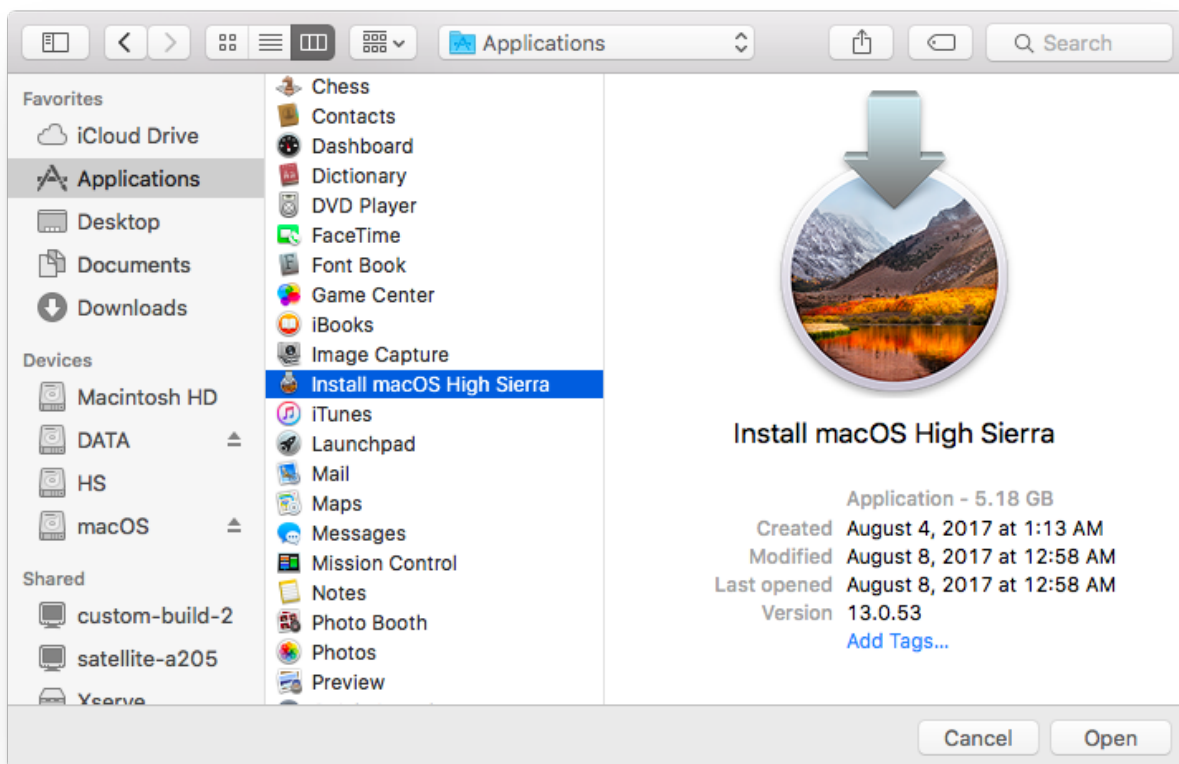 Applications
Search
Favorites
iCloud Drive
Applications
Desktop
Documents
Downloads
Devices
Macintosh HD
DATA
HS
macOS
Shared
custom-build-2
satellite-a205
Xserve
Chess
Contacts
Dashboard
Dictionary
DVD Player
FaceTime
Font Book
Game Center
iBooks
Image Capture
Install macOS High Sierra
iTunes
Launchpad
Mail
Maps
Messages
Mission Control
Notes
Photo Booth
Photos
Preview
Install macOS High Sierra
Application - 5.18 GB
Created August 4, 2017 at 1:13 AM
Modified August 8, 2017 at 12:58 AM
Last opened August 8, 2017 at 12:58 AM
Version 13.0.53
Add Tags...
Cancel
Open